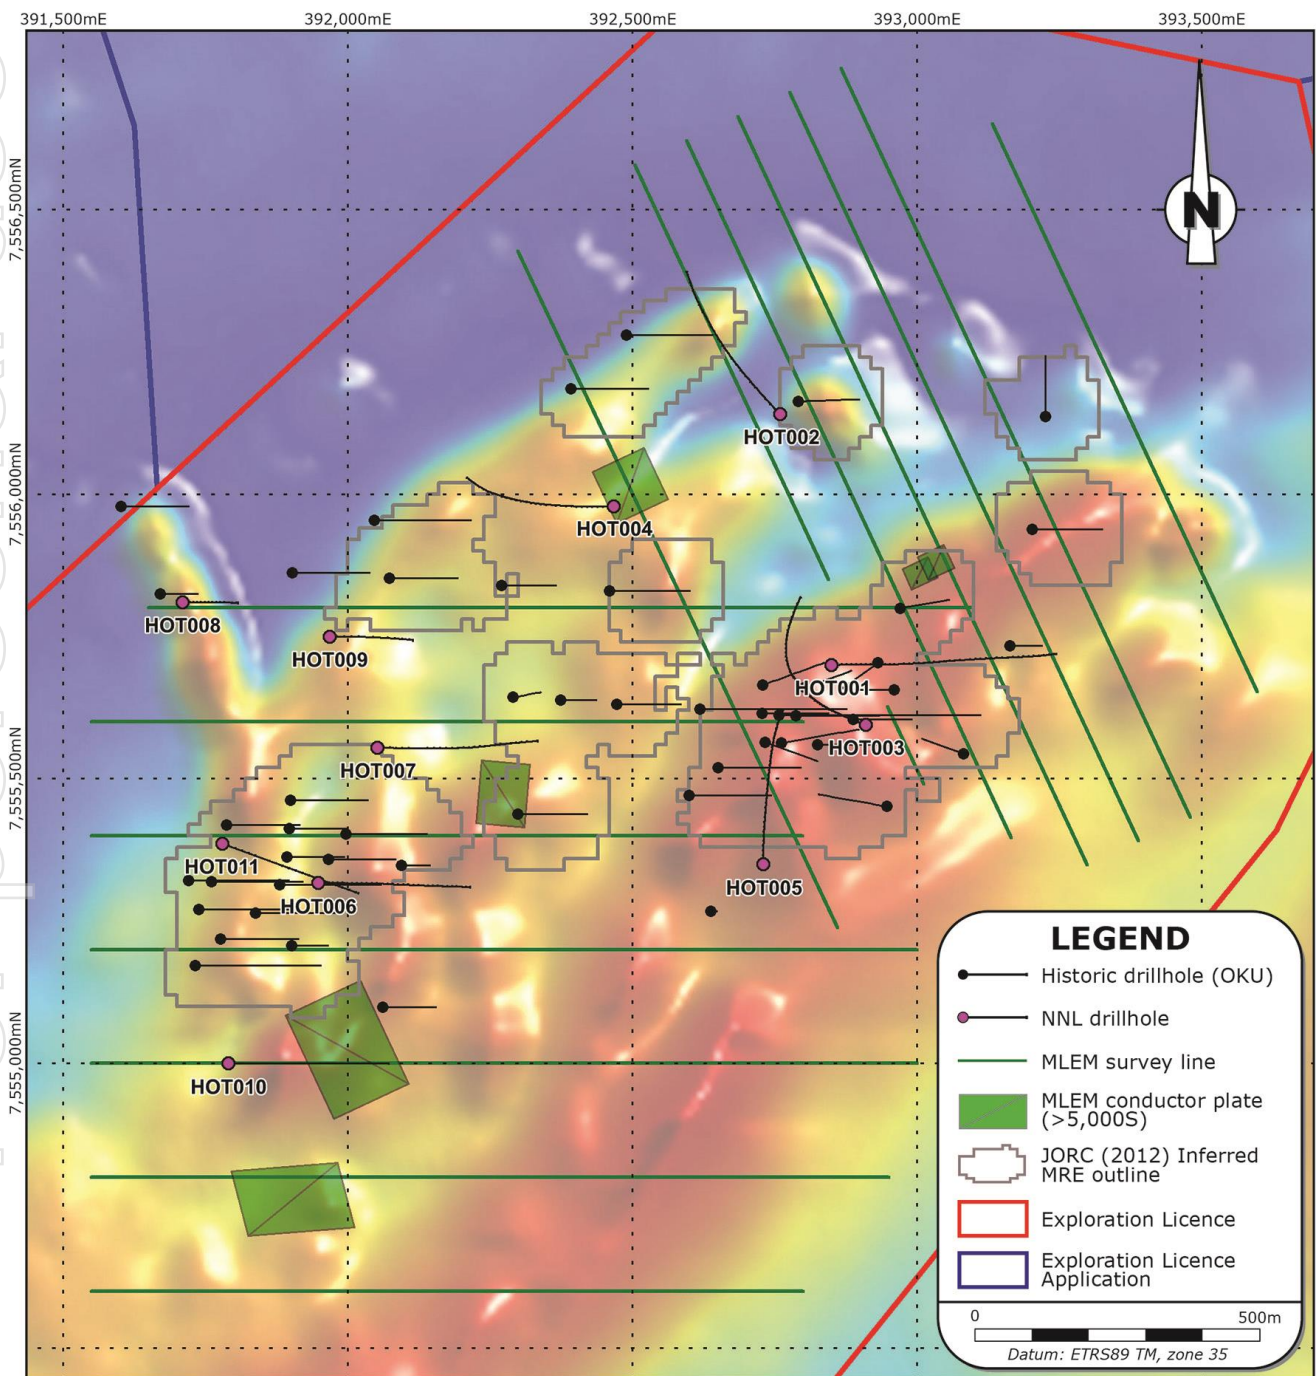 391,500mE 392,000mE 392,500mE 393,000mE 393,500mE
7,556,500mN
N
HOT002
7,556,000mN
HOT004
HOT008
HOT009
HOT001
HOT003
HOT007
7,555,500mN
HOT011
HOT005
HOT006
LEGEND
Historic drillhole (OKU)
NNL drillhole
7,555,000mN
MLEM survey line
HOT010
MLEM conductor plate
(>5,000S)
JORC (2012) Inferred
MRE outline
Exploration Licence
Exploration Licence
Application
0 500m
Datum: ETRS89 TM, zone 35